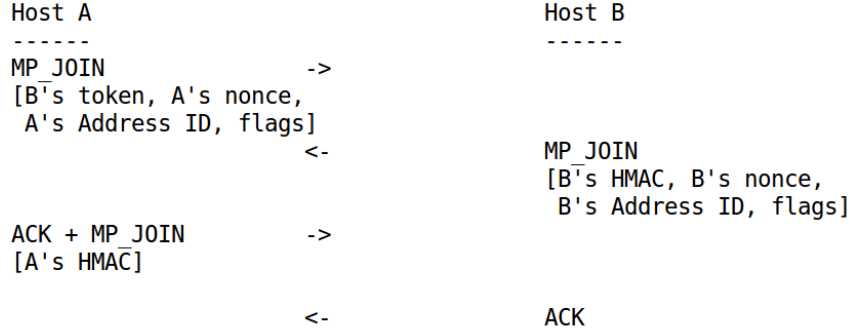 Host A                                  Host B
------                                  ------
MP_JOIN               ->
[B's token, A's nonce,
 A's Address ID, flags]
                      <-                MP_JOIN
                                        [B's HMAC, B's nonce,
                                         B's Address ID, flags]
ACK + MP_JOIN         ->
[A's HMAC]
                      <-                ACK